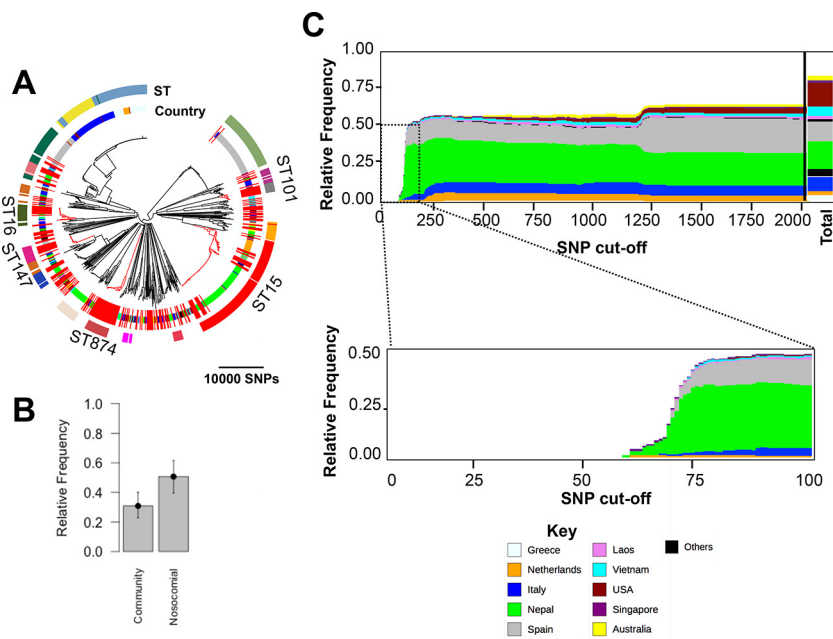 A
ST
Country
ST101
ST16
ST147
ST874
ST15
10000 SNPs
B
Relative Frequency
1.0
0.8
0.6
0.4
0.2
0.0
Community
Nosocomial
C
Relative Frequency
1.00
0.75
0.50
0.25
0.00
0 250 500 750 1000 1250 1500 1750 2000
SNP cut-off
Total
Relative Frequency
0.50
0.25
0.00
0 25 50 75 100
SNP cut-off
Key
Greece
Netherlands
Italy
Nepal
Spain
Laos
Vietnam
USA
Singapore
Australia
Others